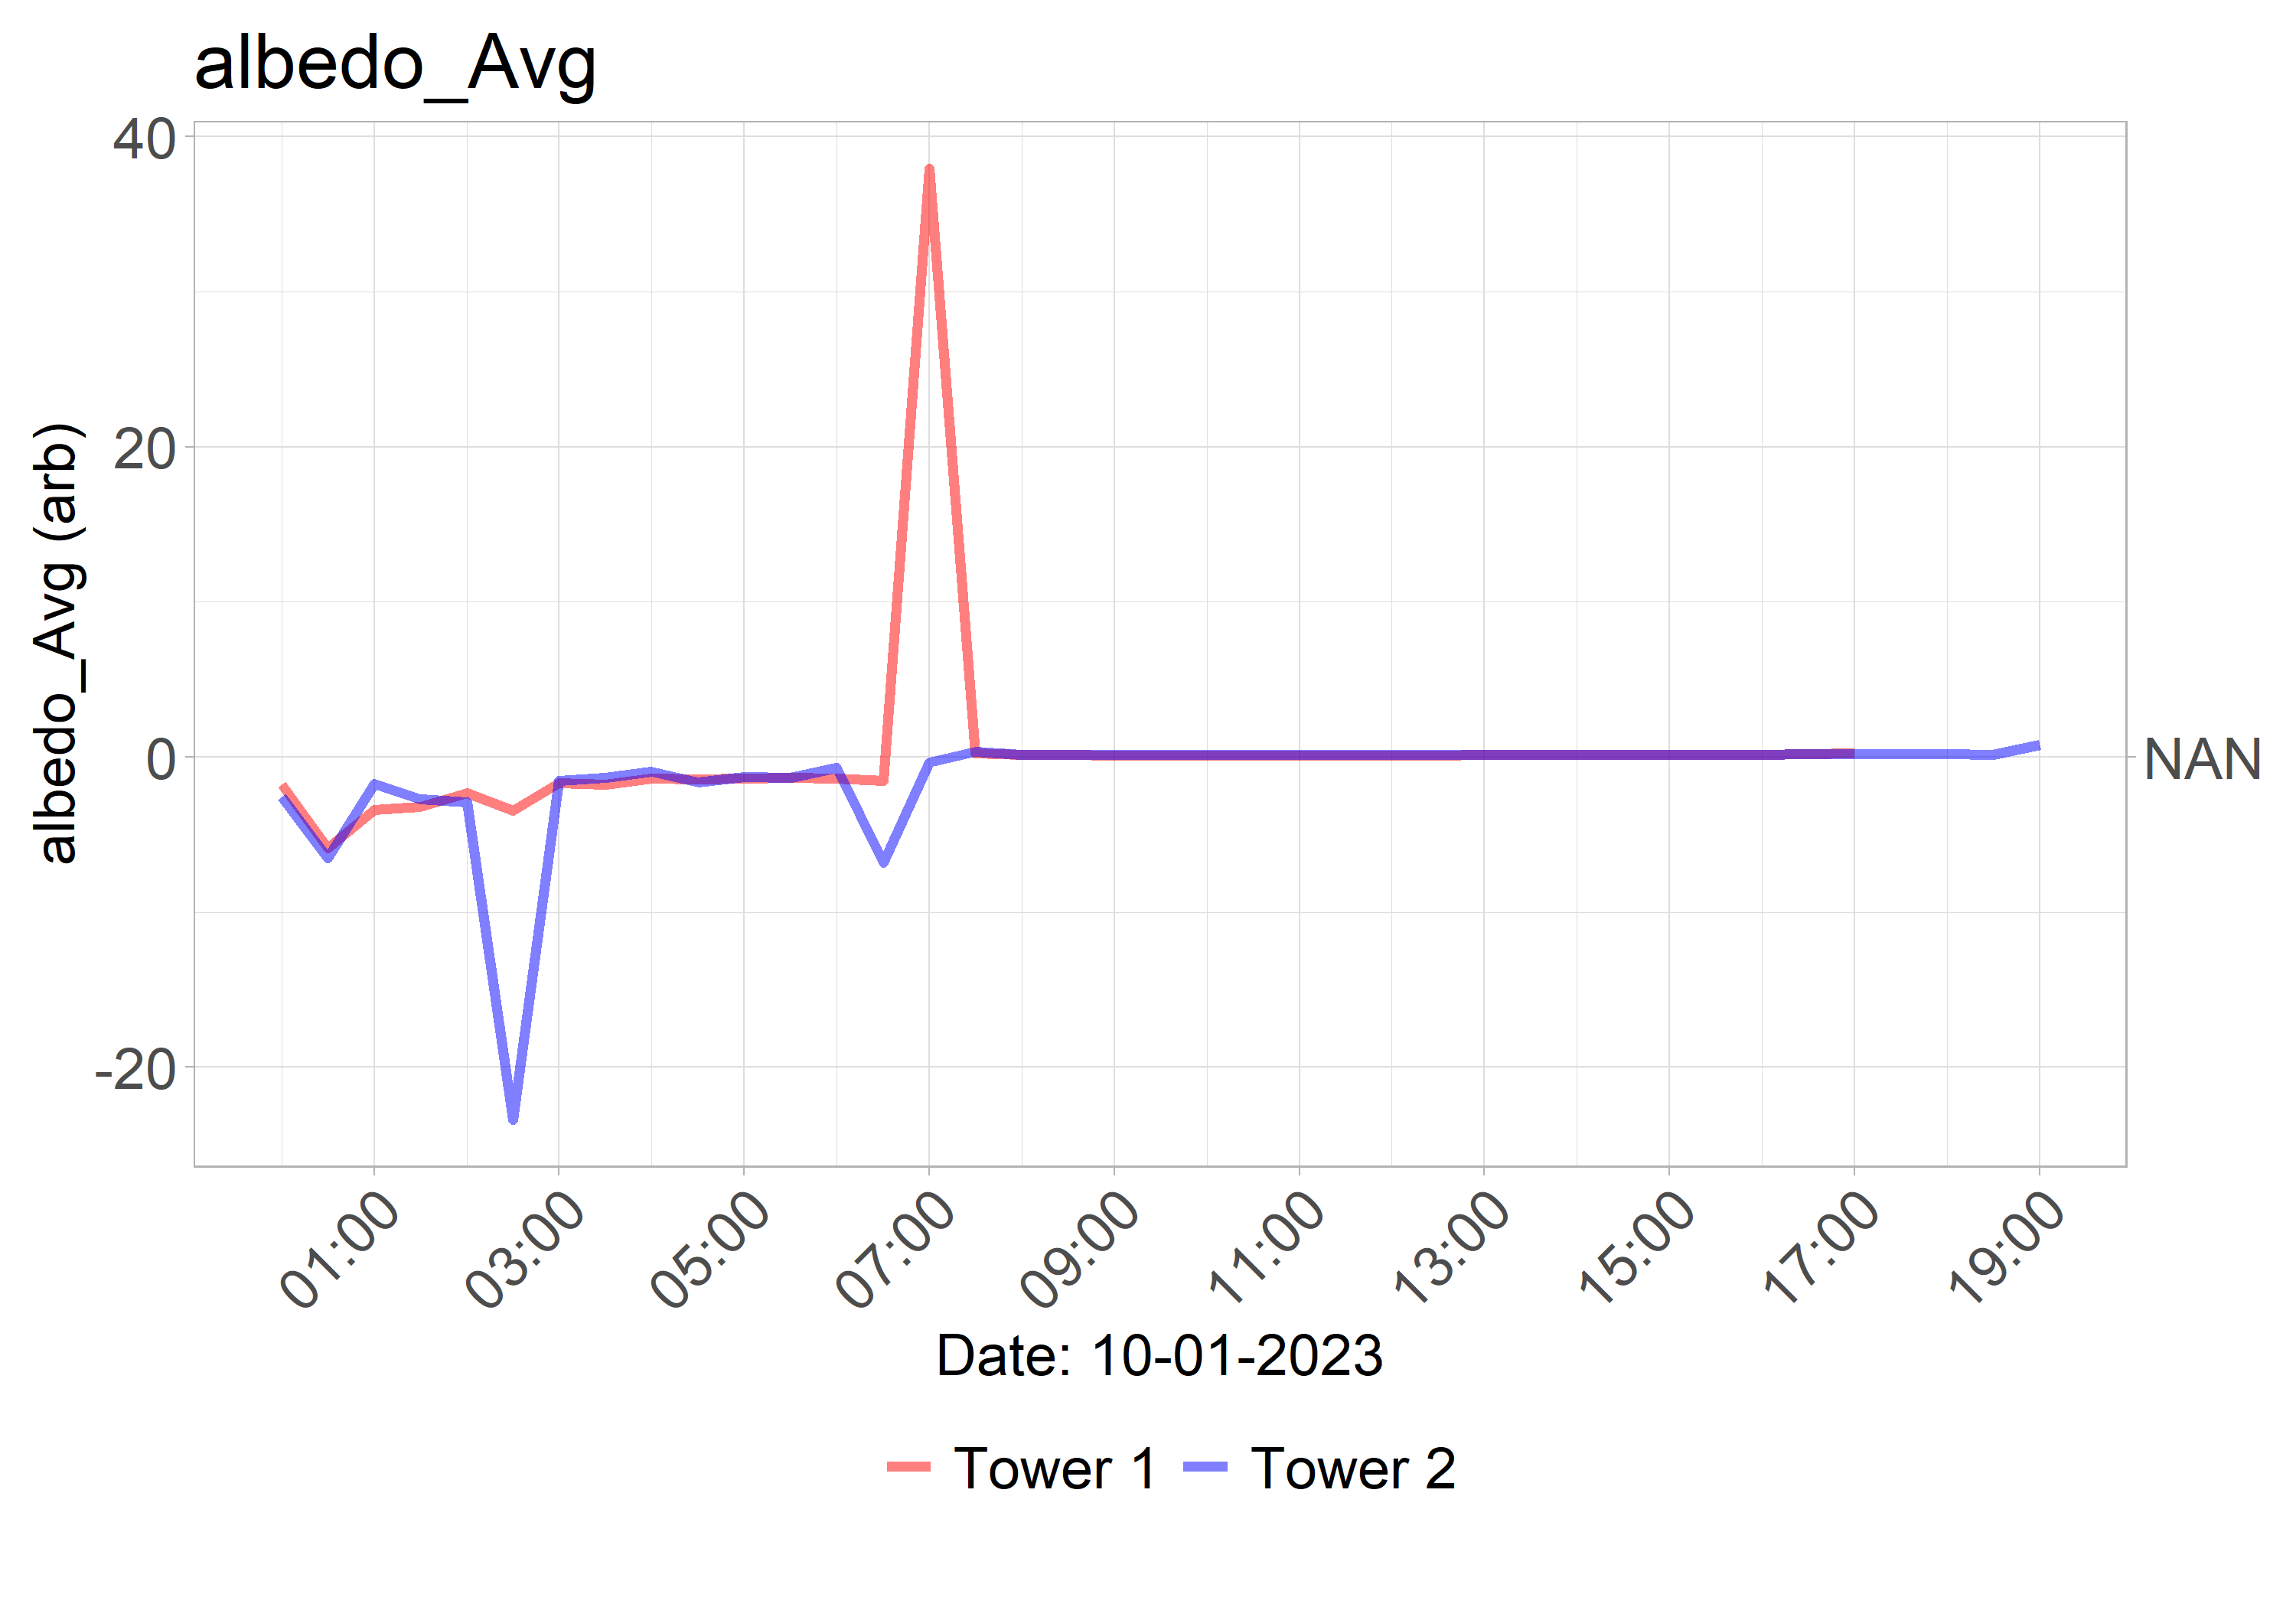 albedo_Avg
albedo_Avg (arb)
40
20
0
-20
NAN
01:00 03:00 05:00 07:00 09:00 11:00 13:00 15:00 17:00 19:00
Date: 10-01-2023
Tower 1 Tower 2